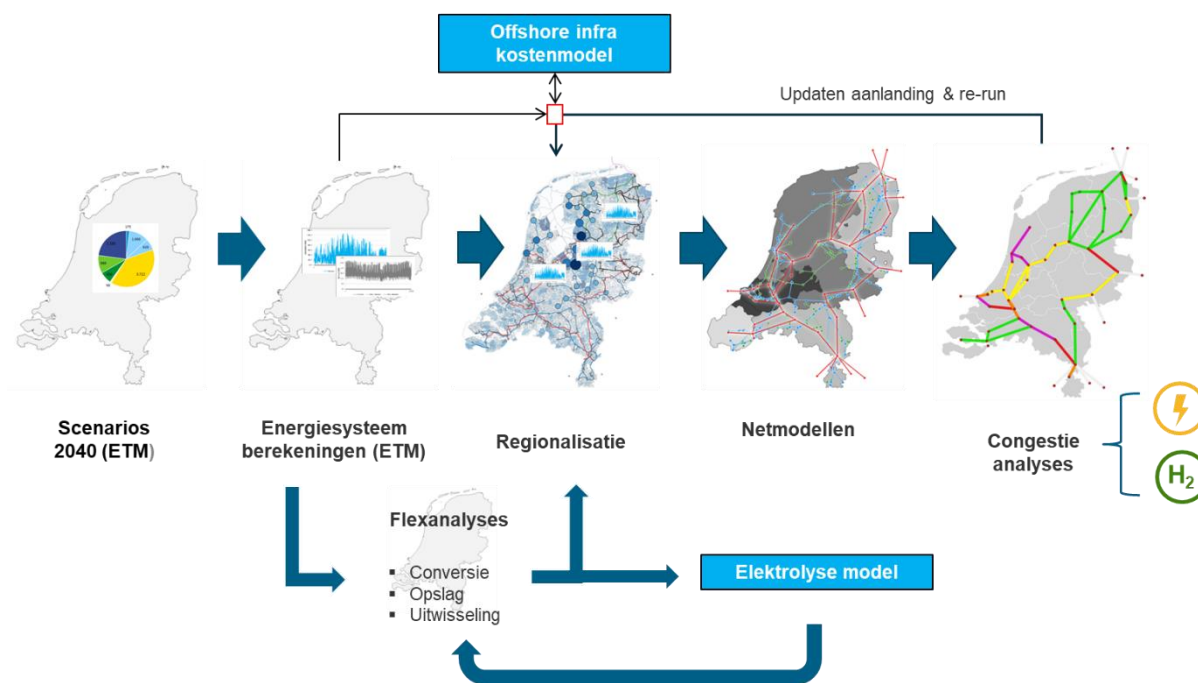 Offshore infra
kostenmodel
Updaten aanlanding & re-run
Scenarios
2040 (ETM)
Energiesysteem
berekeningen (ETM)
Regionalisatie
Netmodellen
Congestie
analyses
H2
Flexanalyses
▪ Conversie
▪ Opslag
▪ Uitwisseling
Elektrolyse model